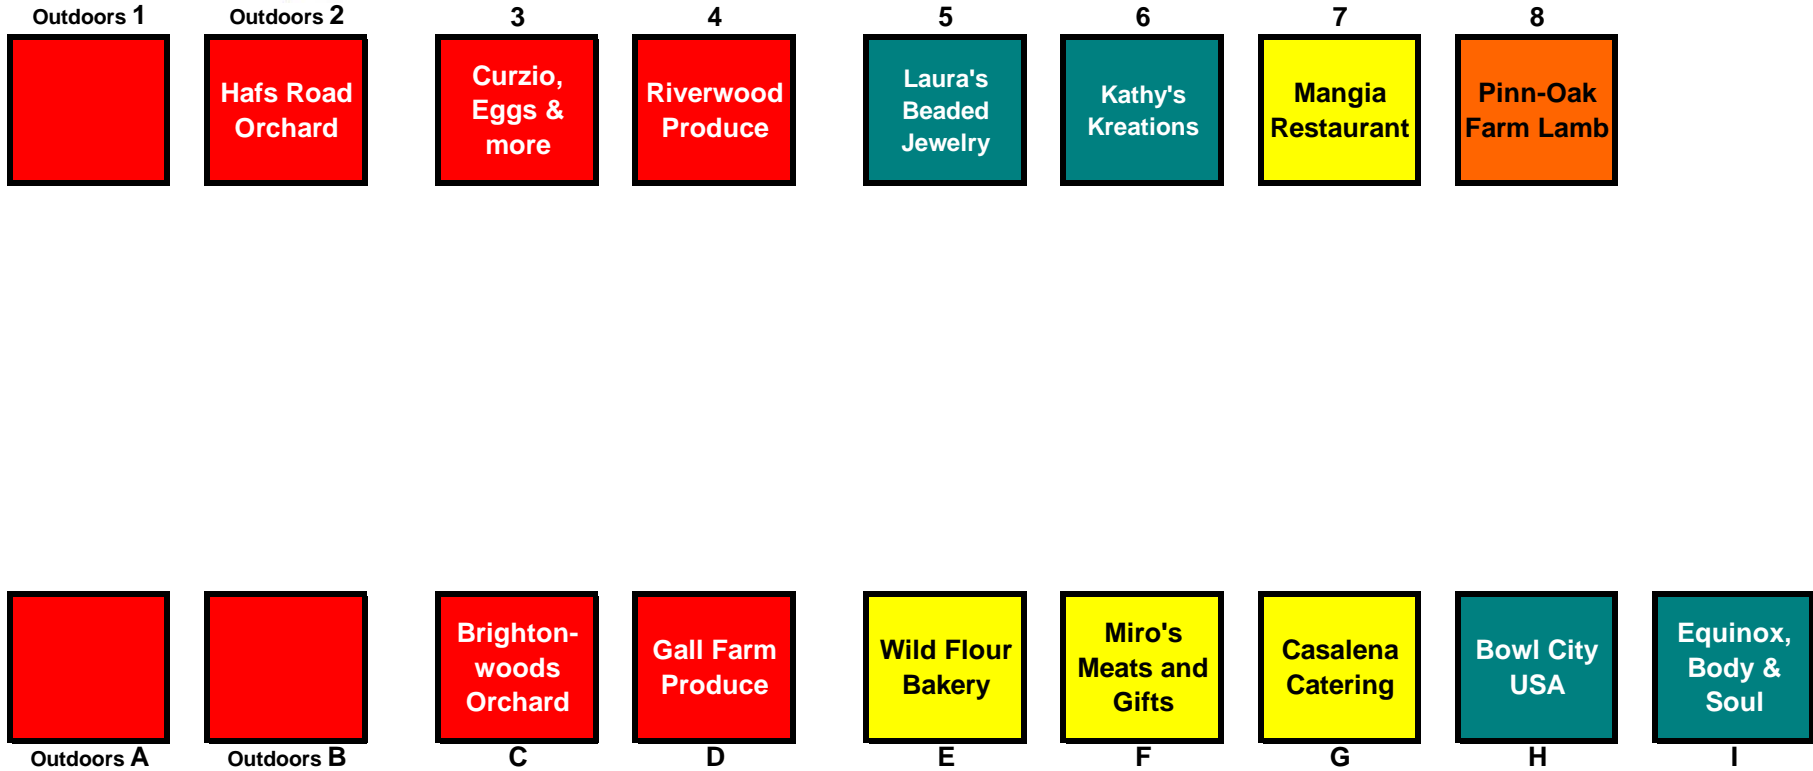 Outdoors 1 Outdoors 2 3 4 5 6 7 8
Hafs Road
Orchard
Curzio,
Eggs &
more
Riverwood
Produce
Laura's
Beaded
Jewelry
Kathy's
Kreations
Mangia
Restaurant
Pinn-Oak
Farm Lamb
Brighton-
woods
Orchard
Gall Farm
Produce
Wild Flour
Bakery
Miro's
Meats and
Gifts
Casalena
Catering
Bowl City
USA
Equinox,
Body &
Soul
Outdoors A Outdoors B C D E F G H I